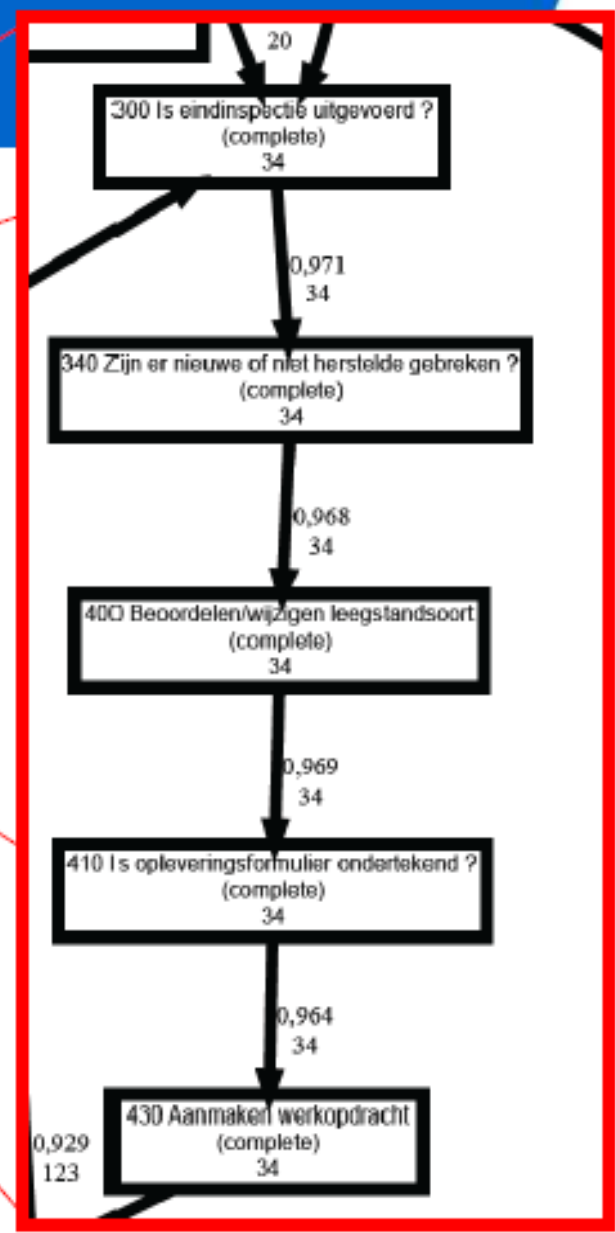 20
300 Is eindinspectie uitgevoerd ?
(complete)
34
0,971
34
340 Zijn er nieuwe of niet herstelde gebreken ?
(complete)
34
0,968
34
400 Beoordelen/wijzigen leegstandsoort
(complete)
34
0,969
34
410 Is opleveringsformulier ondertekend ?
(complete)
34
0,964
34
430 Aanmaken werkopdracht
(complete)
34
0,929
123